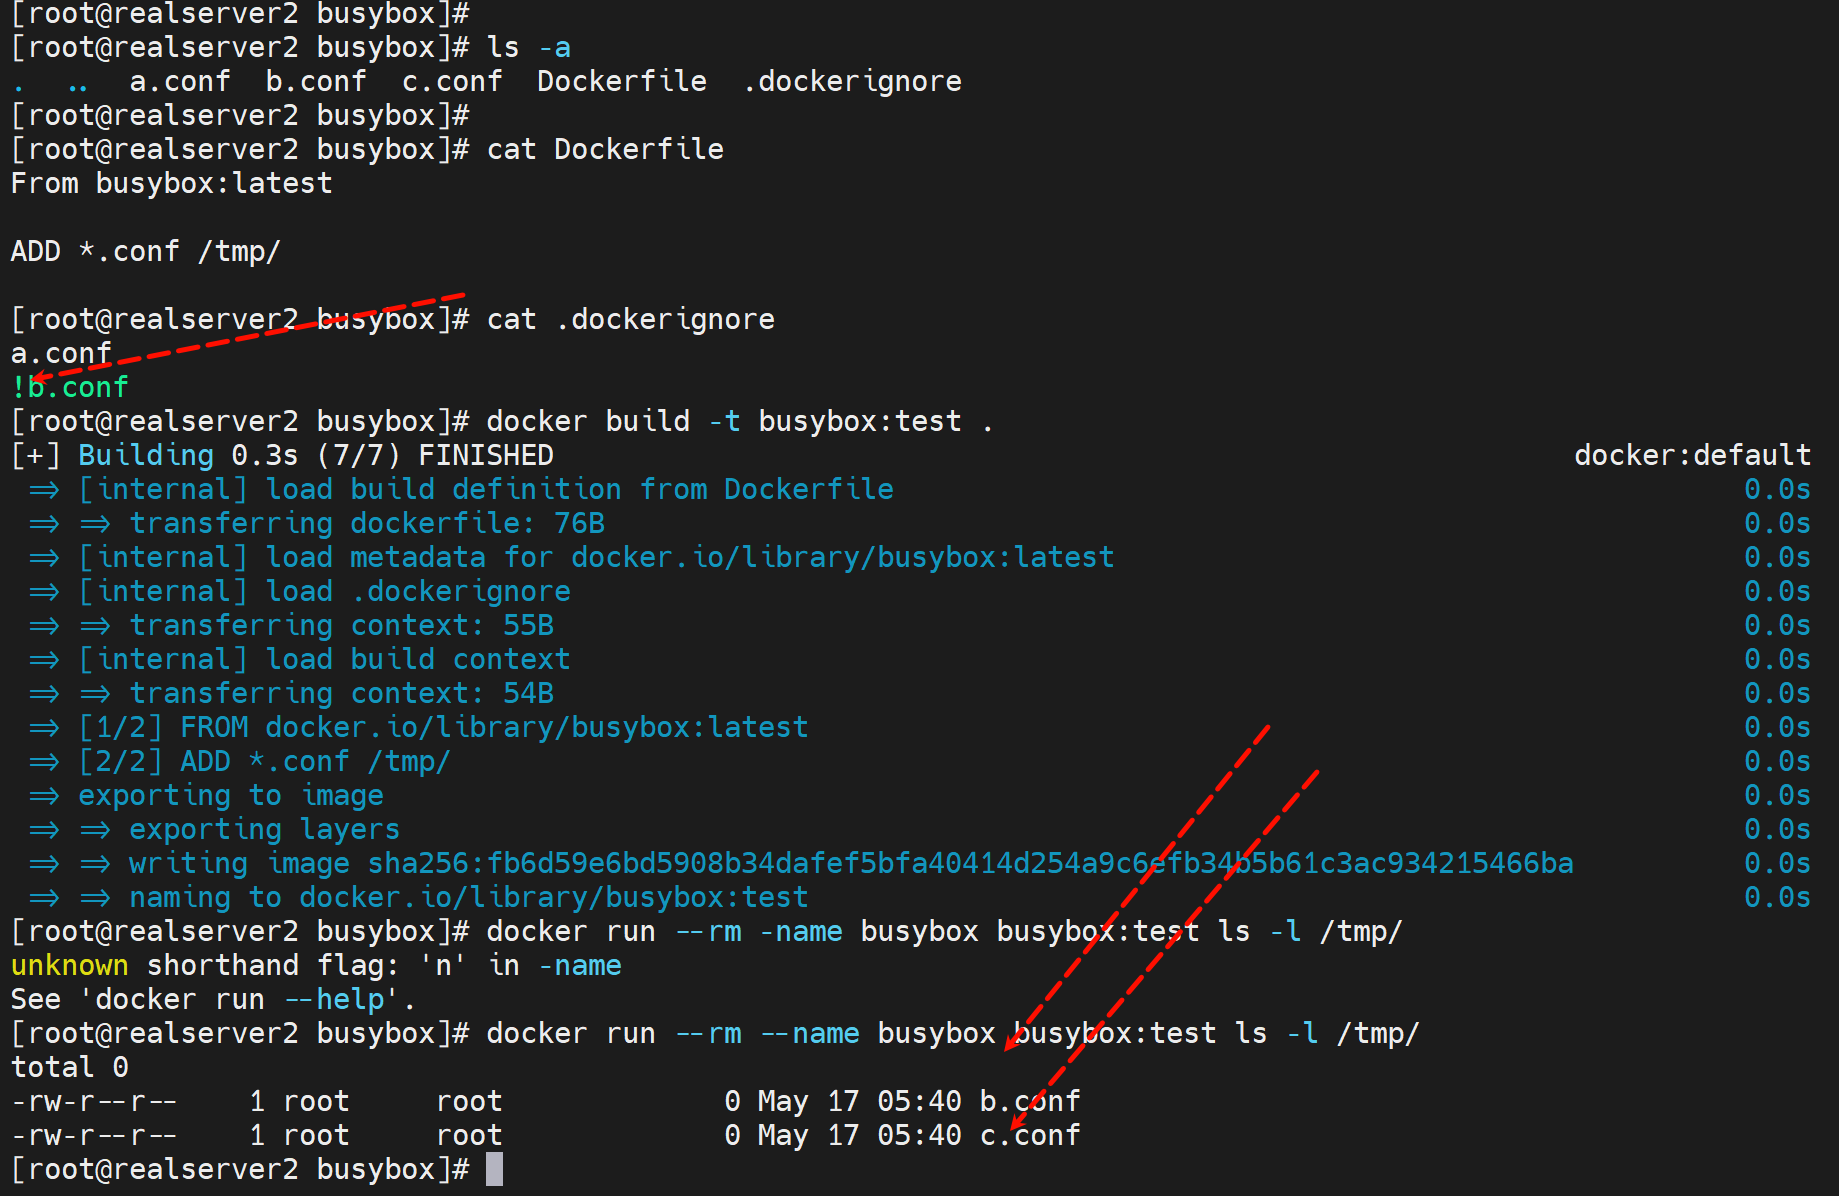 [root@realserver2 busybox]#
[root@realserver2 busybox]# ls -a
.  ..  a.conf  b.conf  c.conf  Dockerfile  .dockerignore
[root@realserver2 busybox]#
[root@realserver2 busybox]# cat Dockerfile
From busybox:latest
ADD *.conf /tmp/
[root@realserver2 busybox]# cat .dockerignore
a.conf
!b.conf
[root@realserver2 busybox]# docker build -t busybox:test .
[+] Building 0.3s (7/7) FINISHED docker:default
=> [internal] load build definition from Dockerfile 0.0s
=> => transferring dockerfile: 76B 0.0s
=> [internal] load metadata for docker.io/library/busybox:latest 0.0s
=> [internal] load .dockerignore 0.0s
=> => transferring context: 55B 0.0s
=> [internal] load build context 0.0s
=> => transferring context: 54B 0.0s
=> [1/2] FROM docker.io/library/busybox:latest 0.0s
=> [2/2] ADD *.conf /tmp/ 0.0s
=> exporting to image 0.0s
=> => exporting layers 0.0s
=> => writing image sha256:fb6d59e6bd5908b34dafef5bfa40414d254a9c6efb34b5b61c3ac934215466ba 0.0s
=> => naming to docker.io/library/busybox:test 0.0s
[root@realserver2 busybox]# docker run --rm -name busybox busybox:test ls -l /tmp/
unknown shorthand flag: 'n' in -name
See 'docker run --help'.
[root@realserver2 busybox]# docker run --rm --name busybox busybox:test ls -l /tmp/
total 0
-rw-r--r--    1 root     root             0 May 17 05:40 b.conf
-rw-r--r--    1 root     root             0 May 17 05:40 c.conf
[root@realserver2 busybox]#